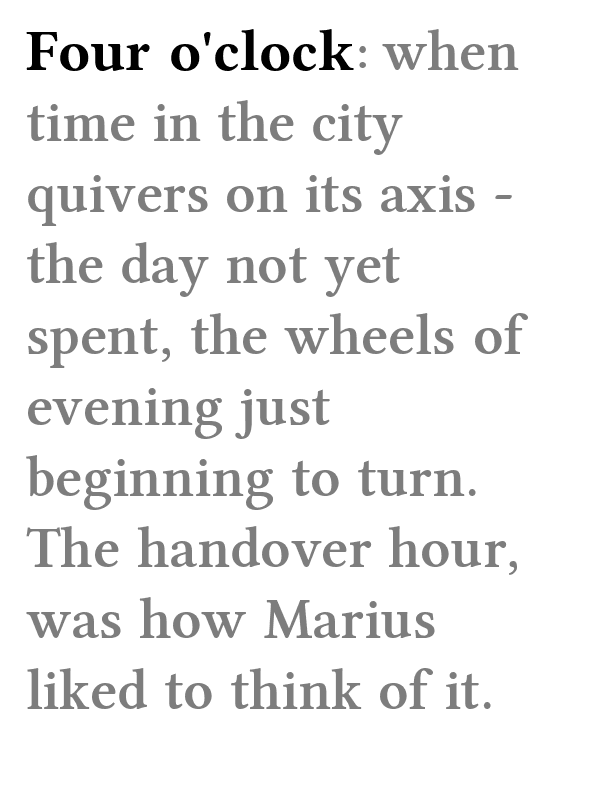 Four o'clock: when
time in the city
quivers on its axis -
the day not yet
spent, the wheels of
evening just
beginning to turn.
The handover hour,
was how Marius
liked to think of it.